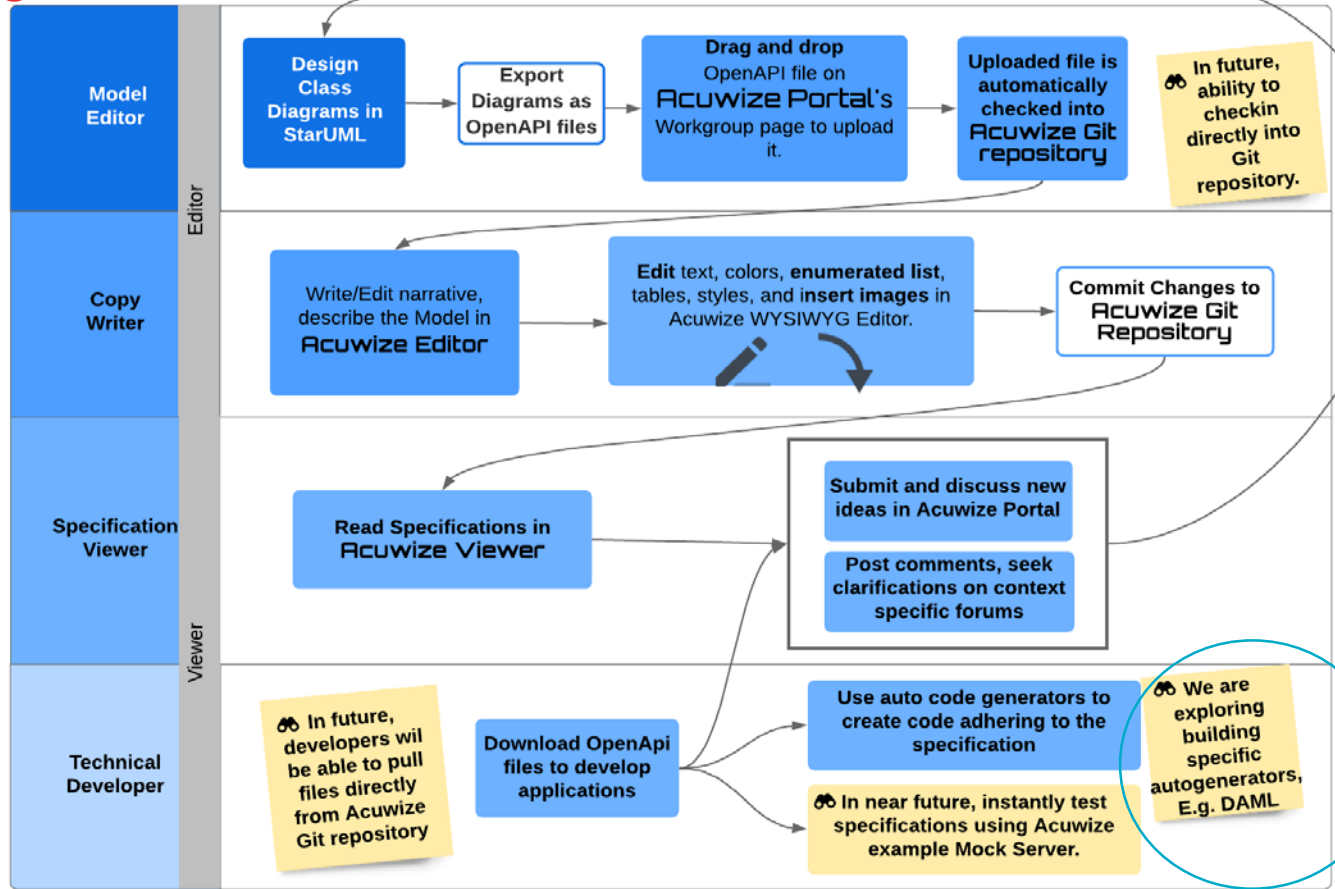 Model
Editor
Design
Class
Diagrams in
StarUML
Export
Diagrams as
OpenAPI files
Drag and drop
OpenAPI file on
Acuwize Portal's
Workgroup page to upload
it.
Uploaded file is
automatically
checked into
Acuwize Git
repository
In future,
ability to
checkin
directly into
Git
repository.
Editor
Copy
Writer
Write/Edit narrative,
describe the Model in
Acuwize Editor
Edit text, colors, enumerated list,
tables, styles, and insert images in
Acuwize WYSIWYG Editor.
Commit Changes to
Acuwize Git
Repository
Specification
Viewer
Read Specifications in
Acuwize Viewer
Submit and discuss new
ideas in Acuwize Portal
Post comments, seek
clarifications on context
specific forums
Viewer
Technical
Developer
In future,
developers wil
be able to pull
files directly
from Acuwize
Git repository
Download OpenApi
files to develop
applications
Use auto code generators to
create code adhering to the
specification
In near future, instantly test
specifications using Acuwize
example Mock Server.
We are
exploring
building
specific
autogenerators,
E.g. DAML